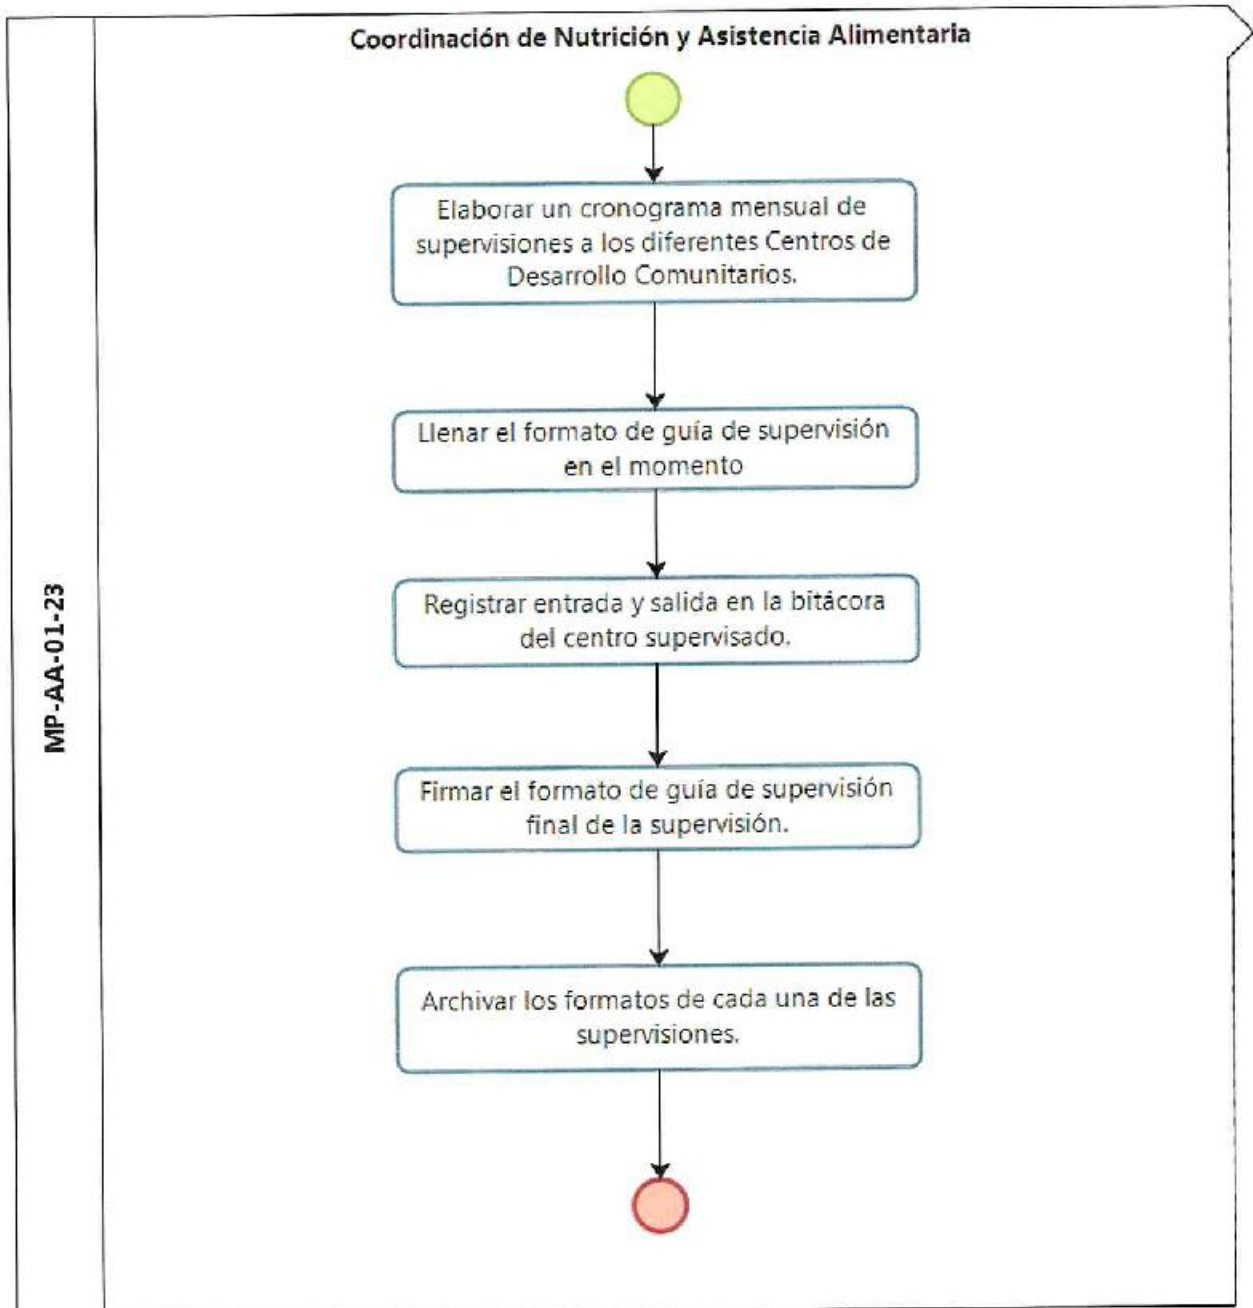 Coordinación de Nutrición y Asistencia Alimentaria
Elaborar un cronograma mensual de
supervisiones a los diferentes Centros de
Desarrollo Comunitarios.
Llenar el formato de guía de supervisión
en el momento
Registrar entrada y salida en la bitácora
del centro supervisado.
MP-AA-01-23
Firmar el formato de guía de supervisión
final de la supervisión.
Archivar los formatos de cada una de las
supervisiones.